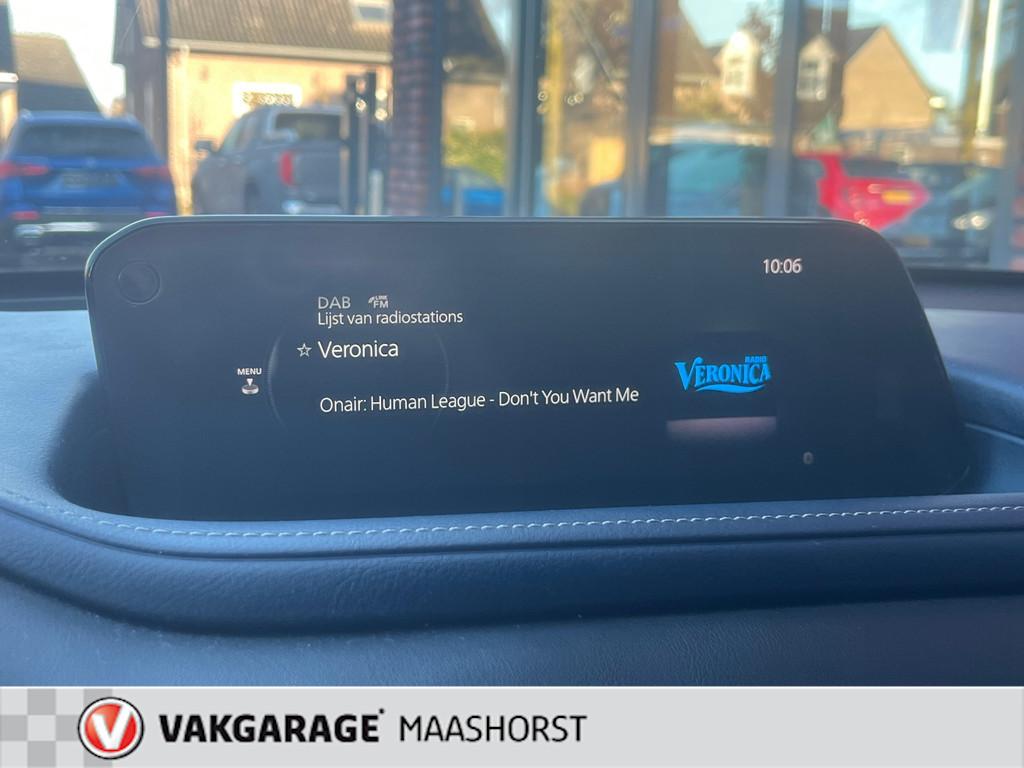 10:06
DAB LINK FM
Lijst van radiostations
☆ Veronica
MENU
Onair: Human League - Don't You Want Me
RADIO
VERONICA
VAKGARAGE MAASHORST